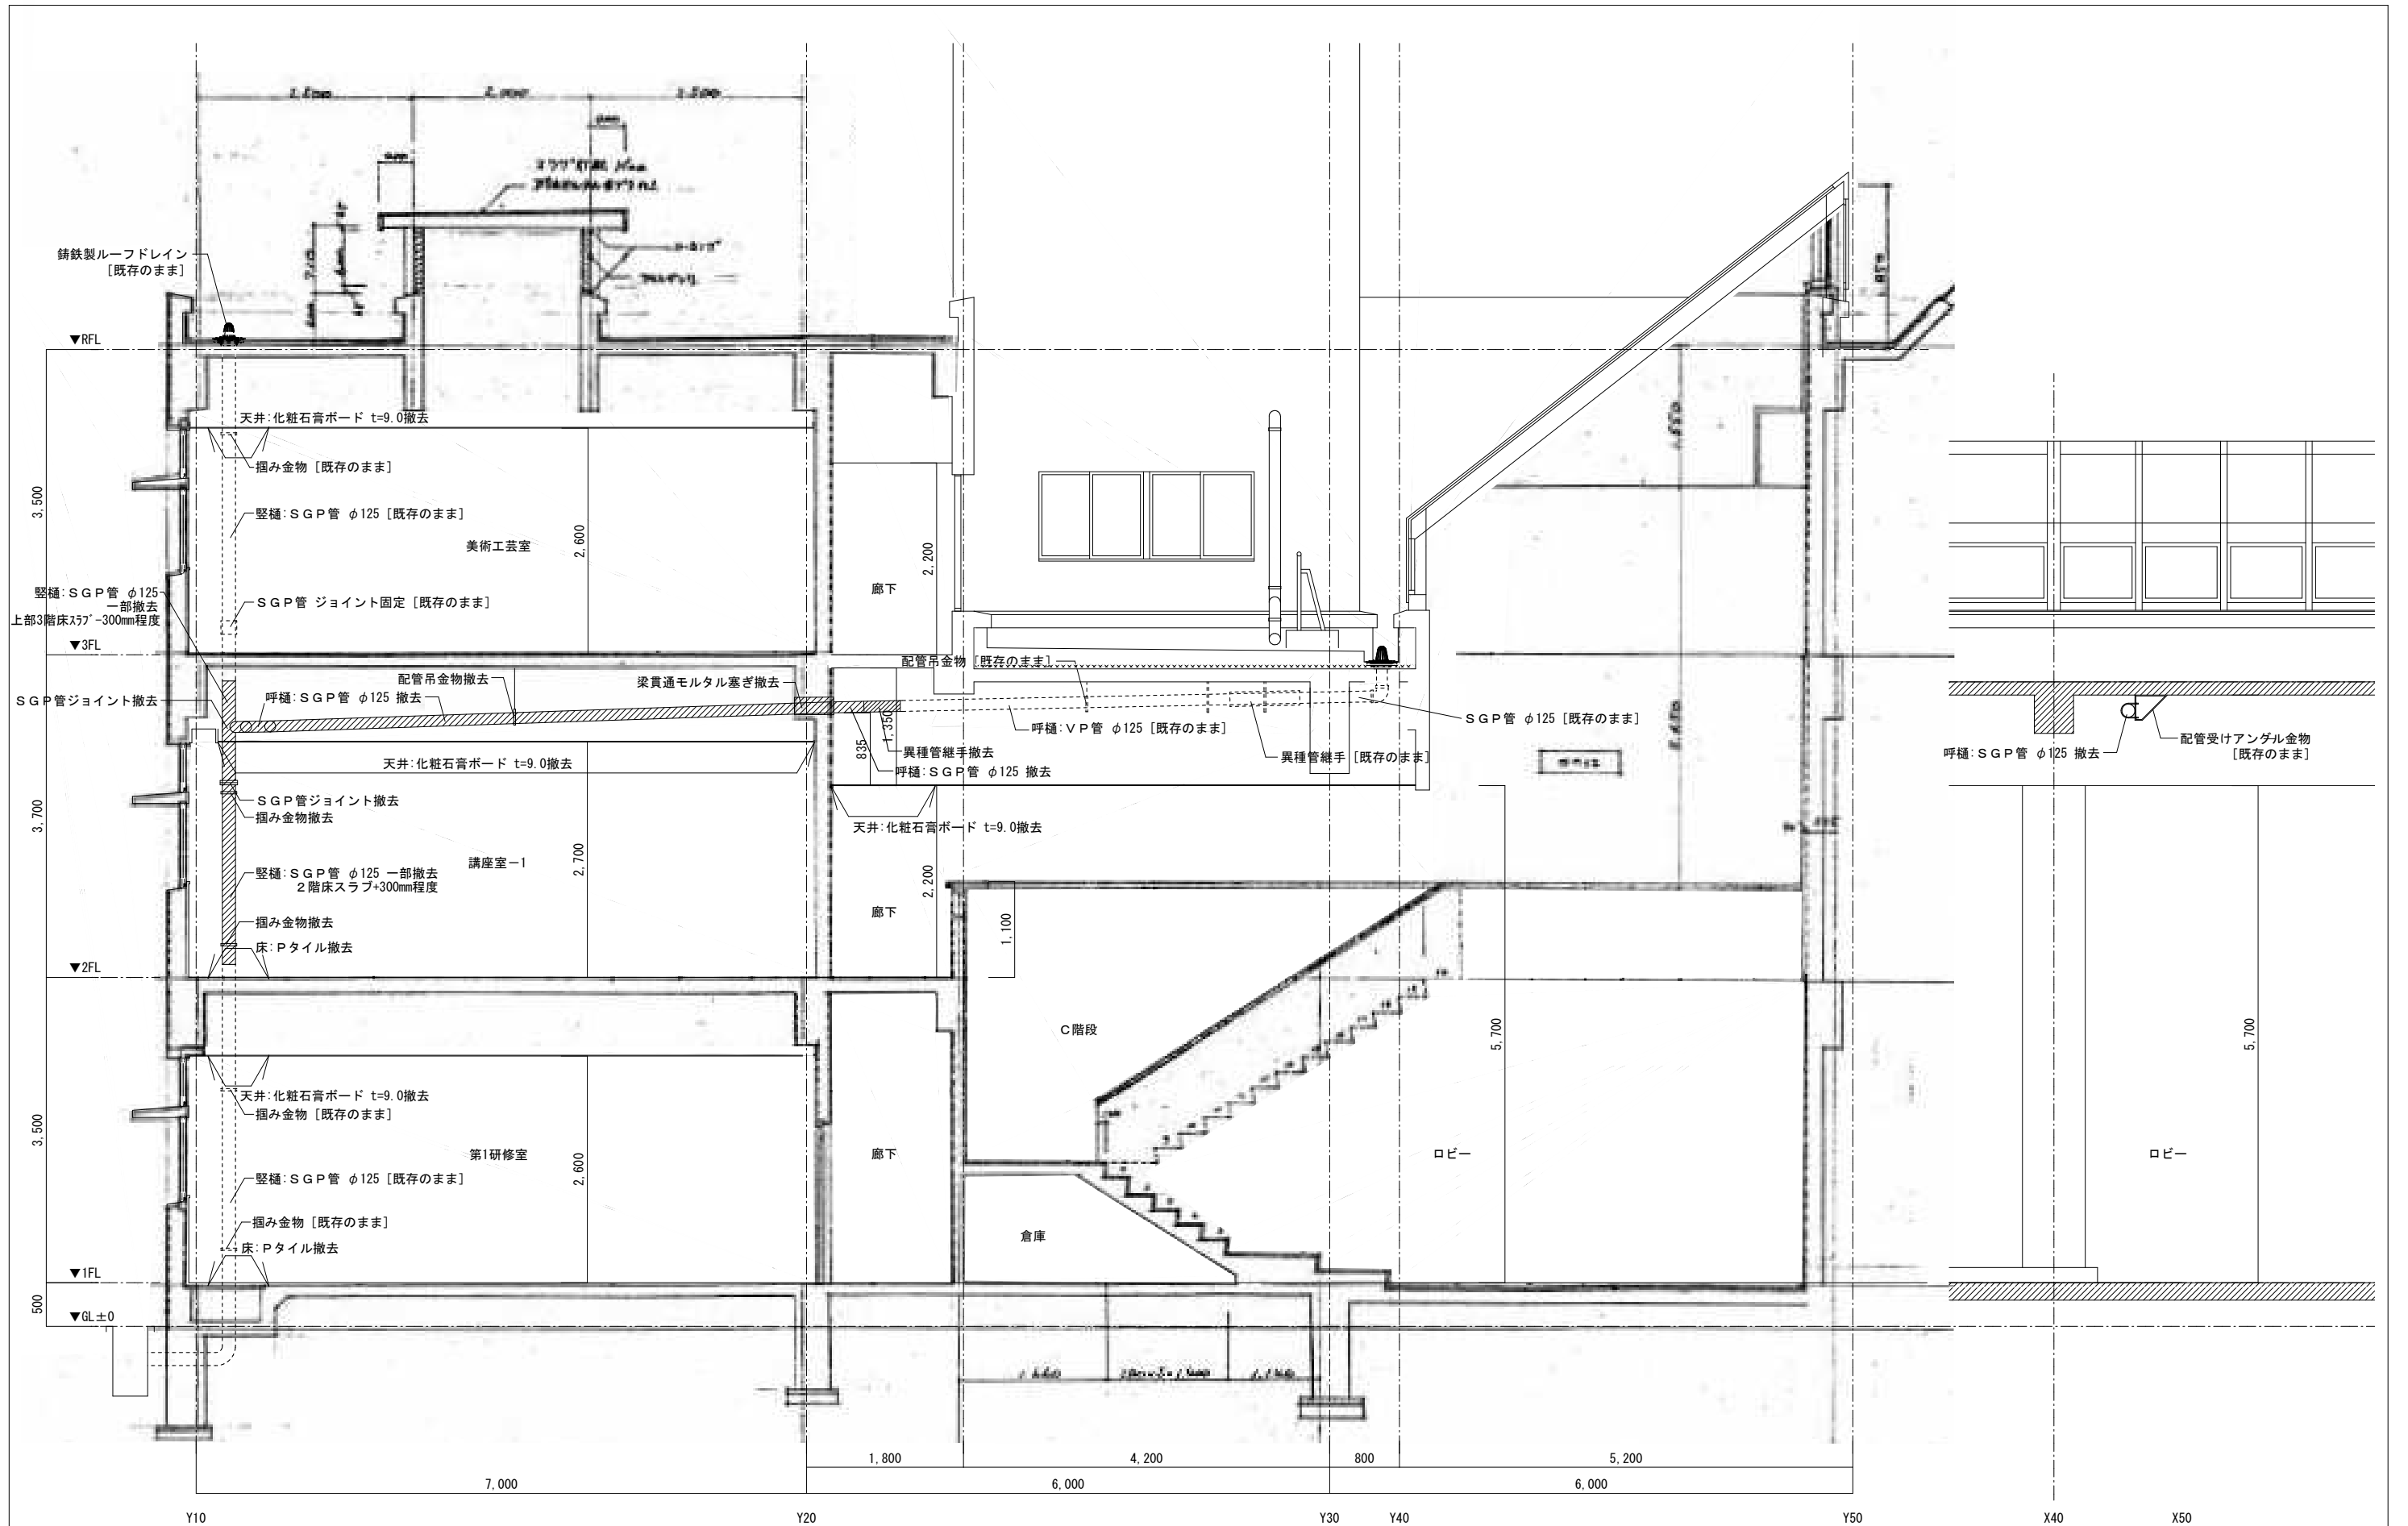 鋳鉄製ルーフドレイン
[既存のまま]
▼RFL
天井:化粧石膏ボード t=9.0撤去
掴み金物 [既存のまま]
3,500
竪樋:SGP管 φ125 [既存のまま]
美術工芸室
2,600
廊下
2,200
竪樋:SGP管 φ125
一部撤去
上部3階床スラブ-300mm程度
SGP管 ジョイント固定 [既存のまま]
▼3FL
配管吊金物 [既存のまま]
配管吊金物撤去
梁貫通モルタル塞ぎ撤去
SGP管ジョイント撤去
呼樋:SGP管 φ125 撤去
呼樋:VP管 φ125 [既存のまま]
SGP管 φ125 [既存のまま]
835
1,350
異種管継手撤去
異種管継手 [既存のまま]
呼樋:SGP管 φ125 撤去
天井:化粧石膏ボード t=9.0撤去
呼樋:SGP管 φ125 撤去
配管受けアングル金物
[既存のまま]
SGP管ジョイント撤去
掴み金物撤去
天井:化粧石膏ボード t=9.0撤去
3,700
講座室-1
2,700
竪樋:SGP管 φ125 一部撤去
2階床スラブ+300mm程度
廊下
2,200
1,100
掴み金物撤去
床:Pタイル撤去
▼2FL
C階段
5,700
5,700
天井:化粧石膏ボード t=9.0撤去
掴み金物 [既存のまま]
3,500
第1研修室
2,600
廊下
ロビー
ロビー
竪樋:SGP管 φ125 [既存のまま]
掴み金物 [既存のまま]
床:Pタイル撤去
倉庫
▼1FL
500
▼GL±0
1,800
4,200
800
5,200
7,000
6,000
6,000
Y10
Y20
Y30
Y40
Y50
X40
X50